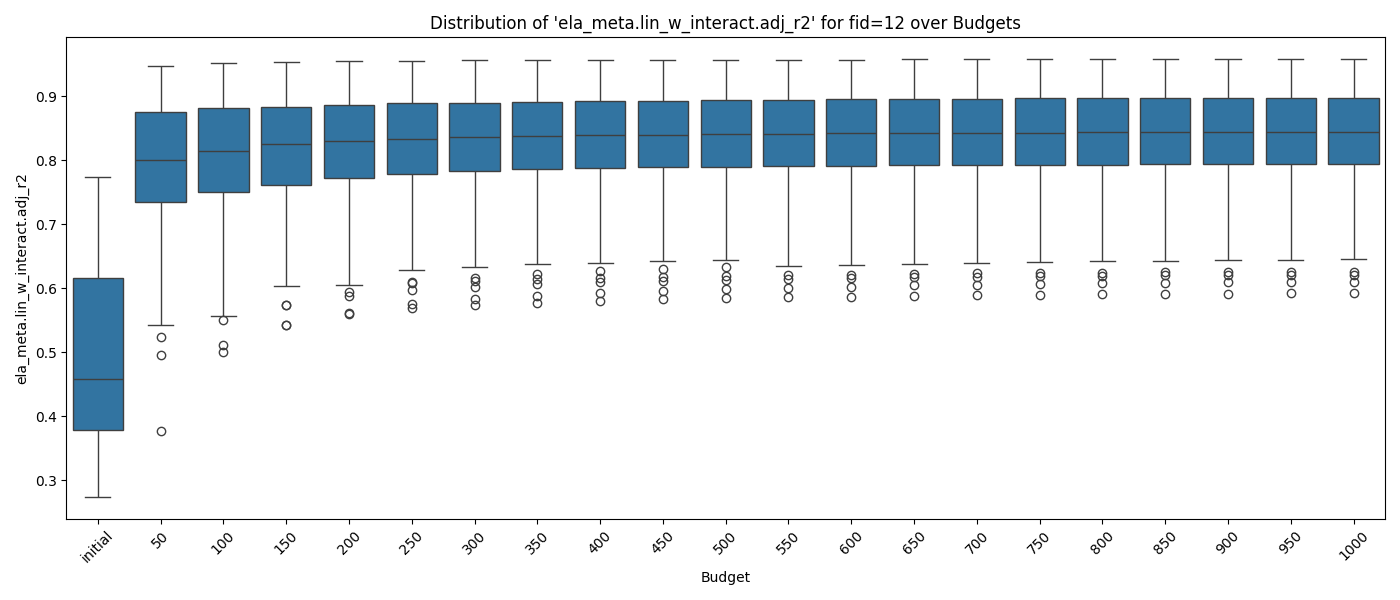 Distribution of 'ela_meta.lin_w_interact.adj_r2' for fid=12 over Budgets
ela_meta.lin_w_interact.adj_r2
0.9
0.8
0.7
0.6
0.5
0.4
0.3
initial 50 100 150 200 250 300 350 400 450 500 550 600 650 700 750 800 850 900 950 1000
Budget